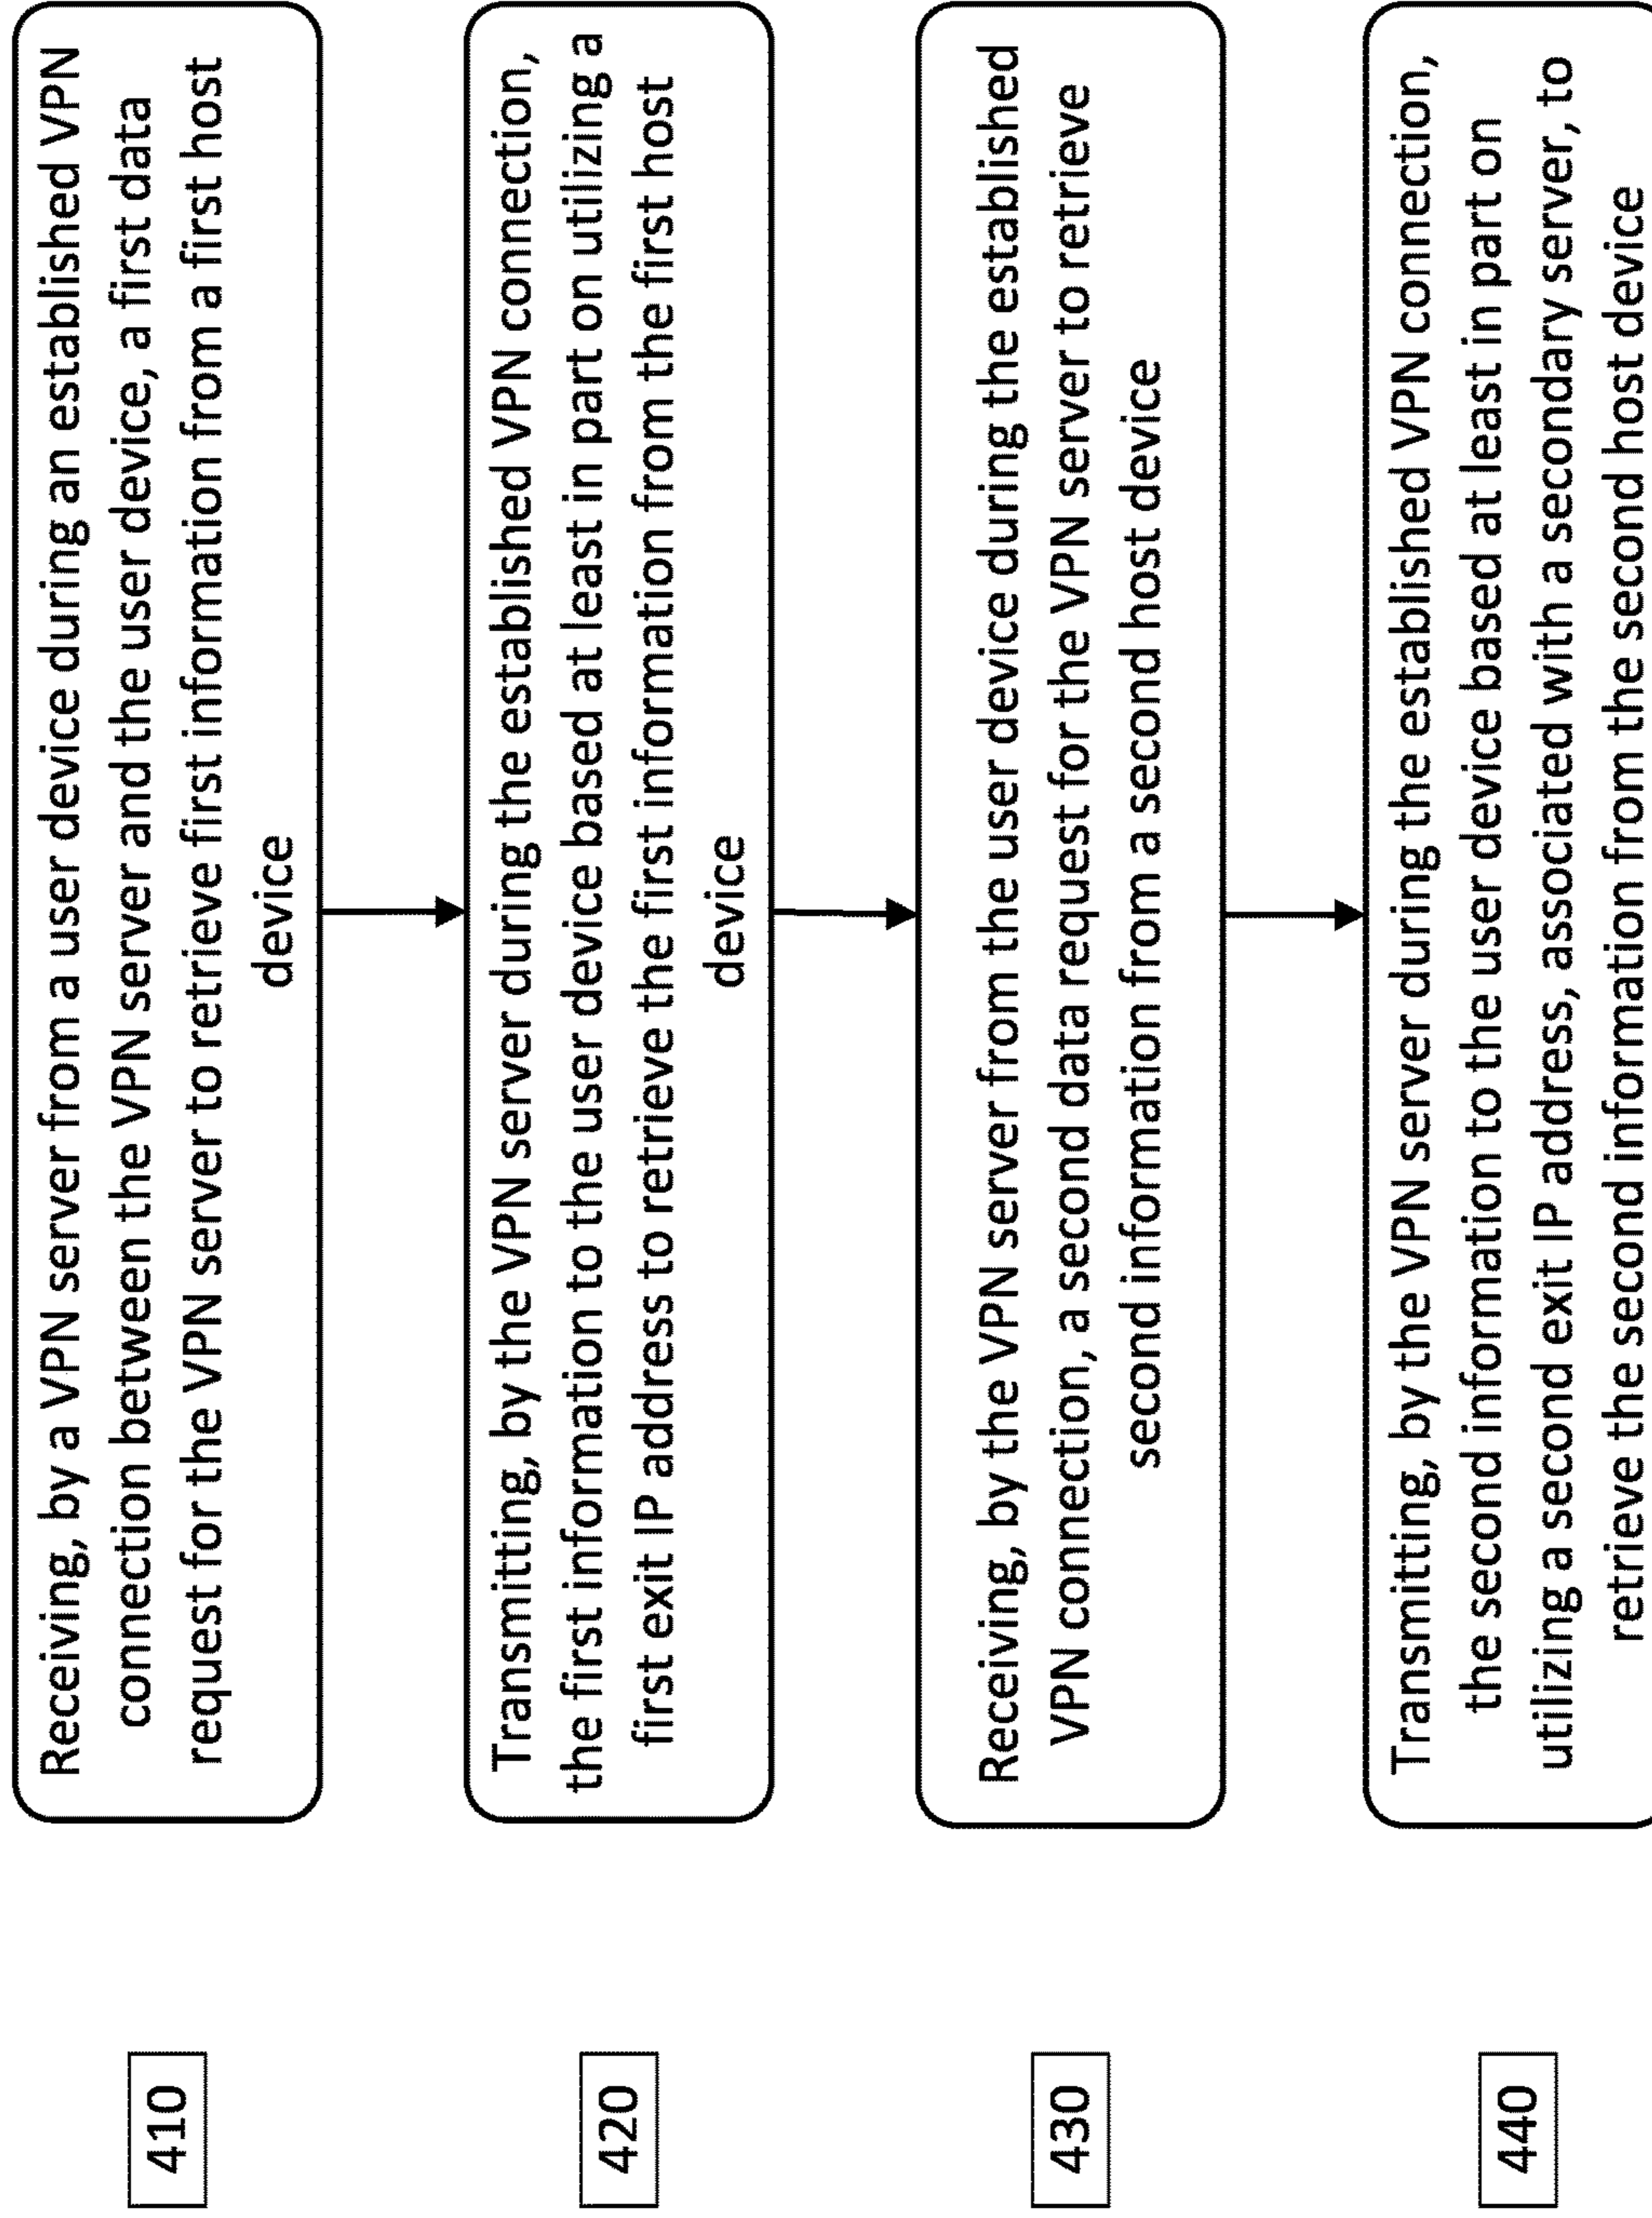 410
Receiving, by a VPN server from a user device during an established VPN
connection between the VPN server and the user device, a first data
request for the VPN server to retrieve first information from a first host
device
420
Transmitting, by the VPN server during the established VPN connection,
the first information to the user device based at least in part on utilizing a
first exit IP address to retrieve the first information from the first host
device
430
Receiving, by the VPN server from the user device during the established
VPN connection, a second data request for the VPN server to retrieve
second information from a second host device
440
Transmitting, by the VPN server during the established VPN connection,
the second information to the user device based at least in part on
utilizing a second exit IP address, associated with a secondary server, to
retrieve the second information from the second host device